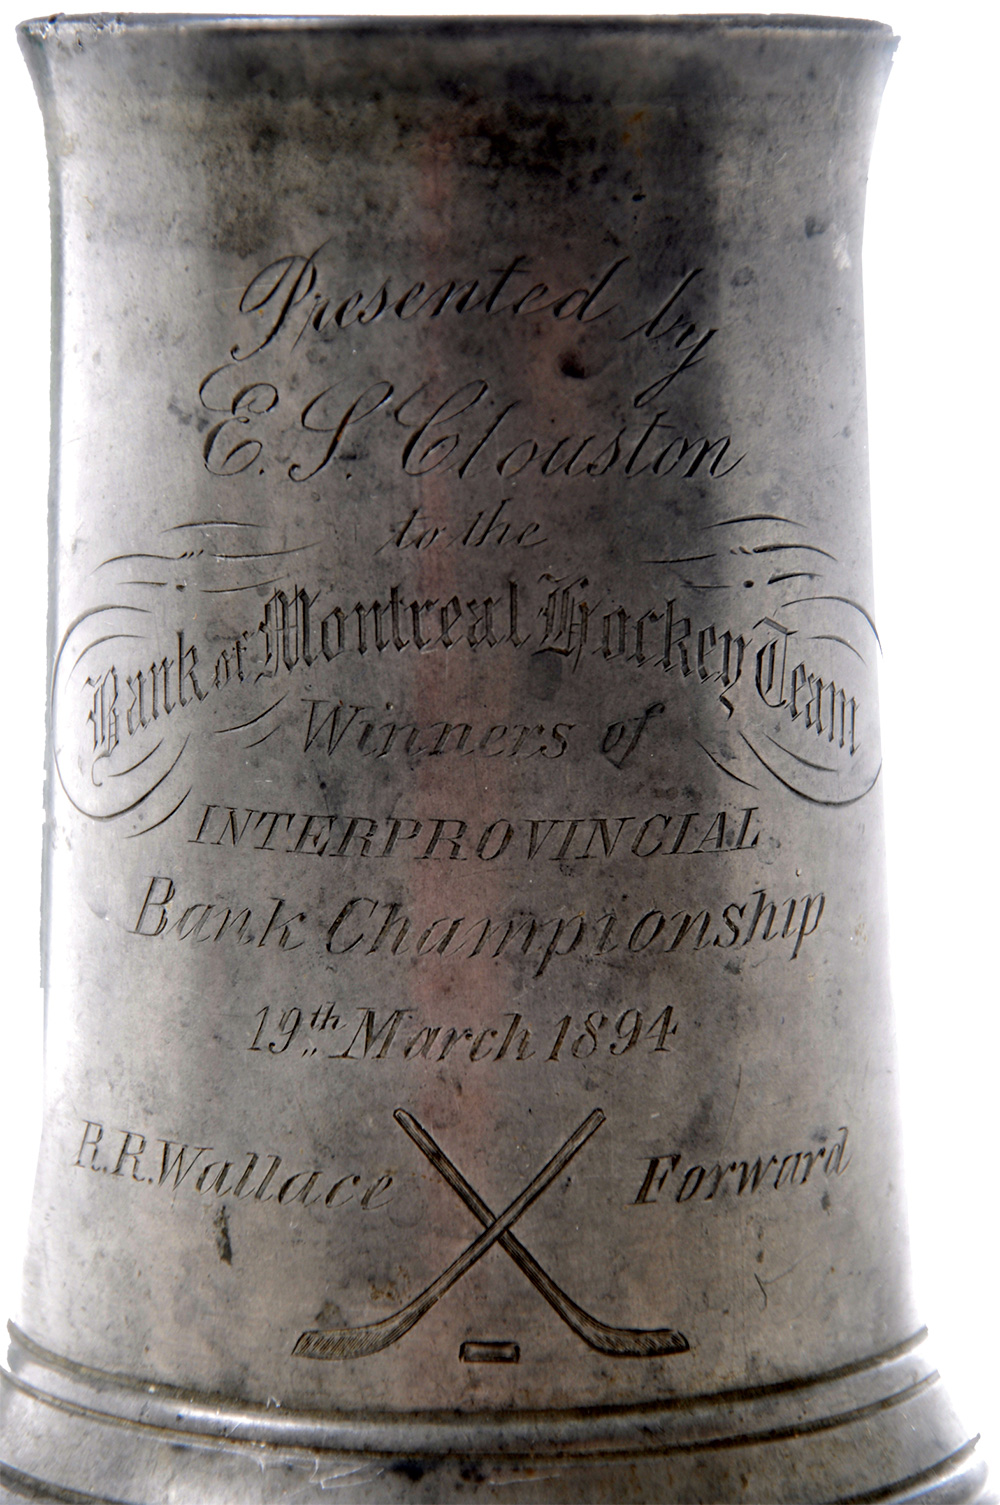 Presented by
E. S. Clouston
to the
Bank of Montreal Hockey Team
Winners of
INTERPROVINCIAL
Bank Championship
19th March 1894
R.R. Wallace Forward